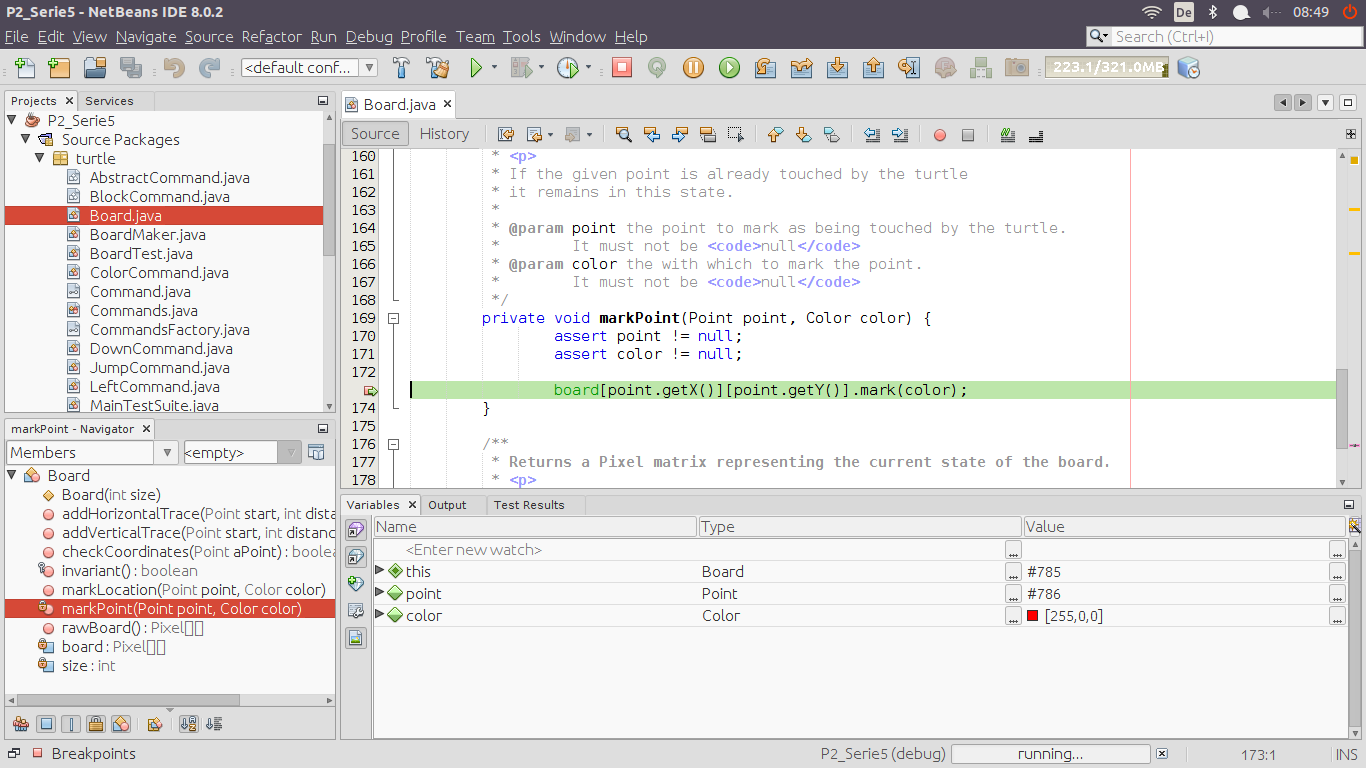 P2_Serie5 - NetBeans IDE 8.0.2
De
08:49
File Edit View Navigate Source Refactor Run Debug Profile Team Tools Window Help
Search (Ctrl+I)
<default conf...
223.1/321.0MB
Projects
Services
P2_Serie5
Source Packages
turtle
AbstractCommand.java
BlockCommand.java
Board.java
BoardMaker.java
BoardTest.java
ColorCommand.java
Command.java
Commands.java
CommandsFactory.java
DownCommand.java
JumpCommand.java
LeftCommand.java
MainTestSuite.java
markPoint - Navigator
Members
<empty>
Board
Board(int size)
addHorizontalTrace(Point start, int dista
addVerticalTrace(Point start, int distanc
checkCoordinates(Point aPoint) : boolea
invariant() : boolean
markLocation(Point point, Color color)
markPoint(Point point, Color color)
rawBoard() : Pixel[][]
board : Pixel[][]
size : int
Board.java
Source
History
160 * <p>
161 * If the given point is already touched by the turtle
162 * it remains in this state.
163 *
164 * @param point the point to mark as being touched by the turtle.
165 * It must not be <code>null</code>
166 * @param color the with which to mark the point.
167 * It must not be <code>null</code>
168 */
169 private void markPoint(Point point, Color color) {
170 assert point != null;
171 assert color != null;
172
board[point.getX()][point.getY()].mark(color);
174 }
175
176 /**
177 * Returns a Pixel matrix representing the current state of the board.
178 * <p>
Variables
Output
Test Results
Name Type Value
<Enter new watch> ... ...
this Board ... #785 ...
point Point ... #786 ...
color Color ... [255,0,0] ...
Breakpoints
P2_Serie5 (debug)
running...
173:1
INS